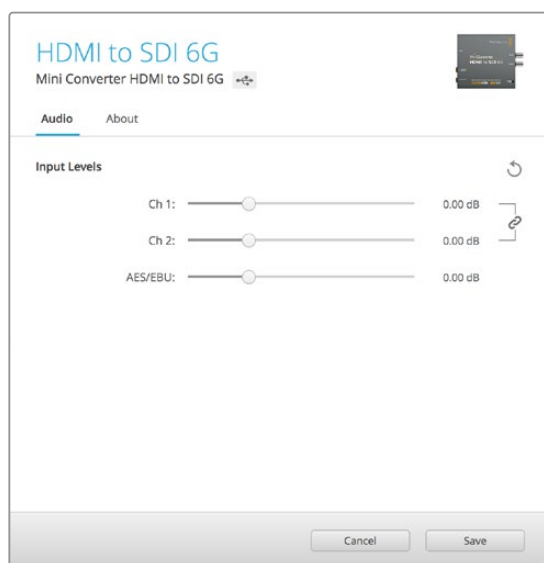 HDMI to SDI 6G
Mini Converter HDMI to SDI 6G
Audio About
Input Levels
Ch 1: 0.00 dB
Ch 2: 0.00 dB
AES/EBU: 0.00 dB
Cancel Save